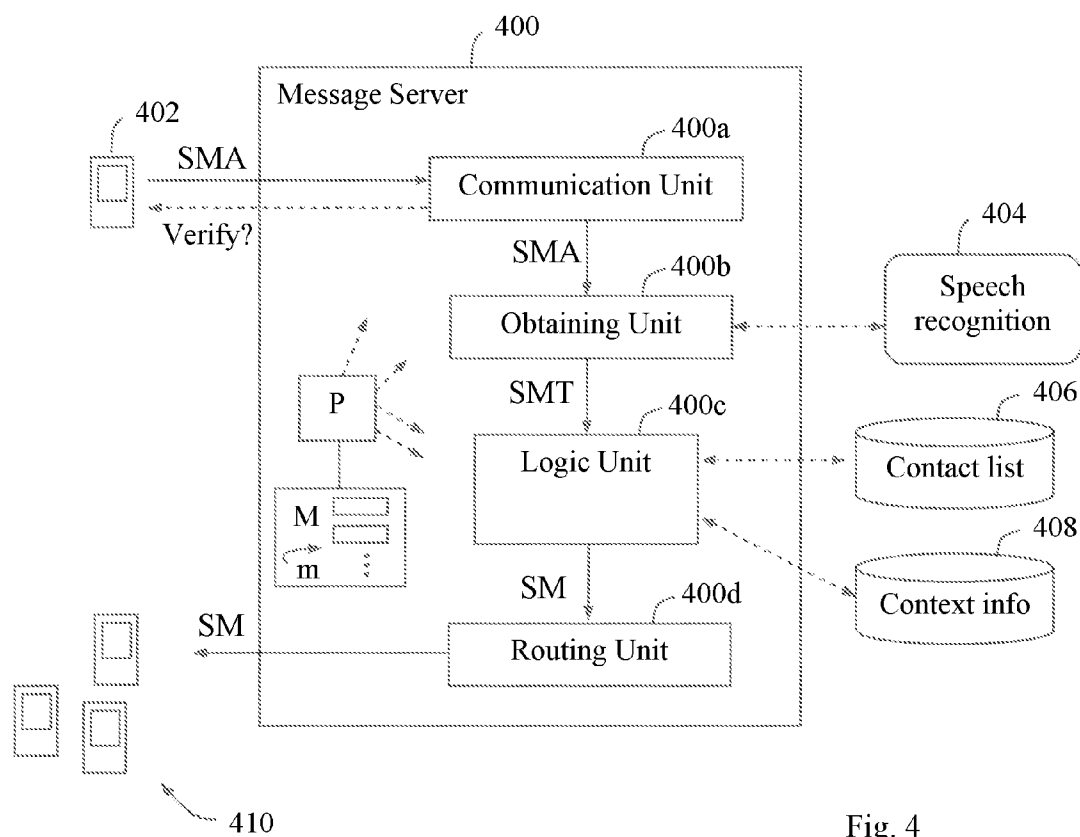 400
Message Server
402
SMA
Verify?
400a
Communication Unit
SMA
400b
Obtaining Unit
404
Speech
recognition
P
SMT
400c
Logic Unit
406
Contact list
M
m
408
Context info
SM
400d
Routing Unit
SM
410
Fig. 4